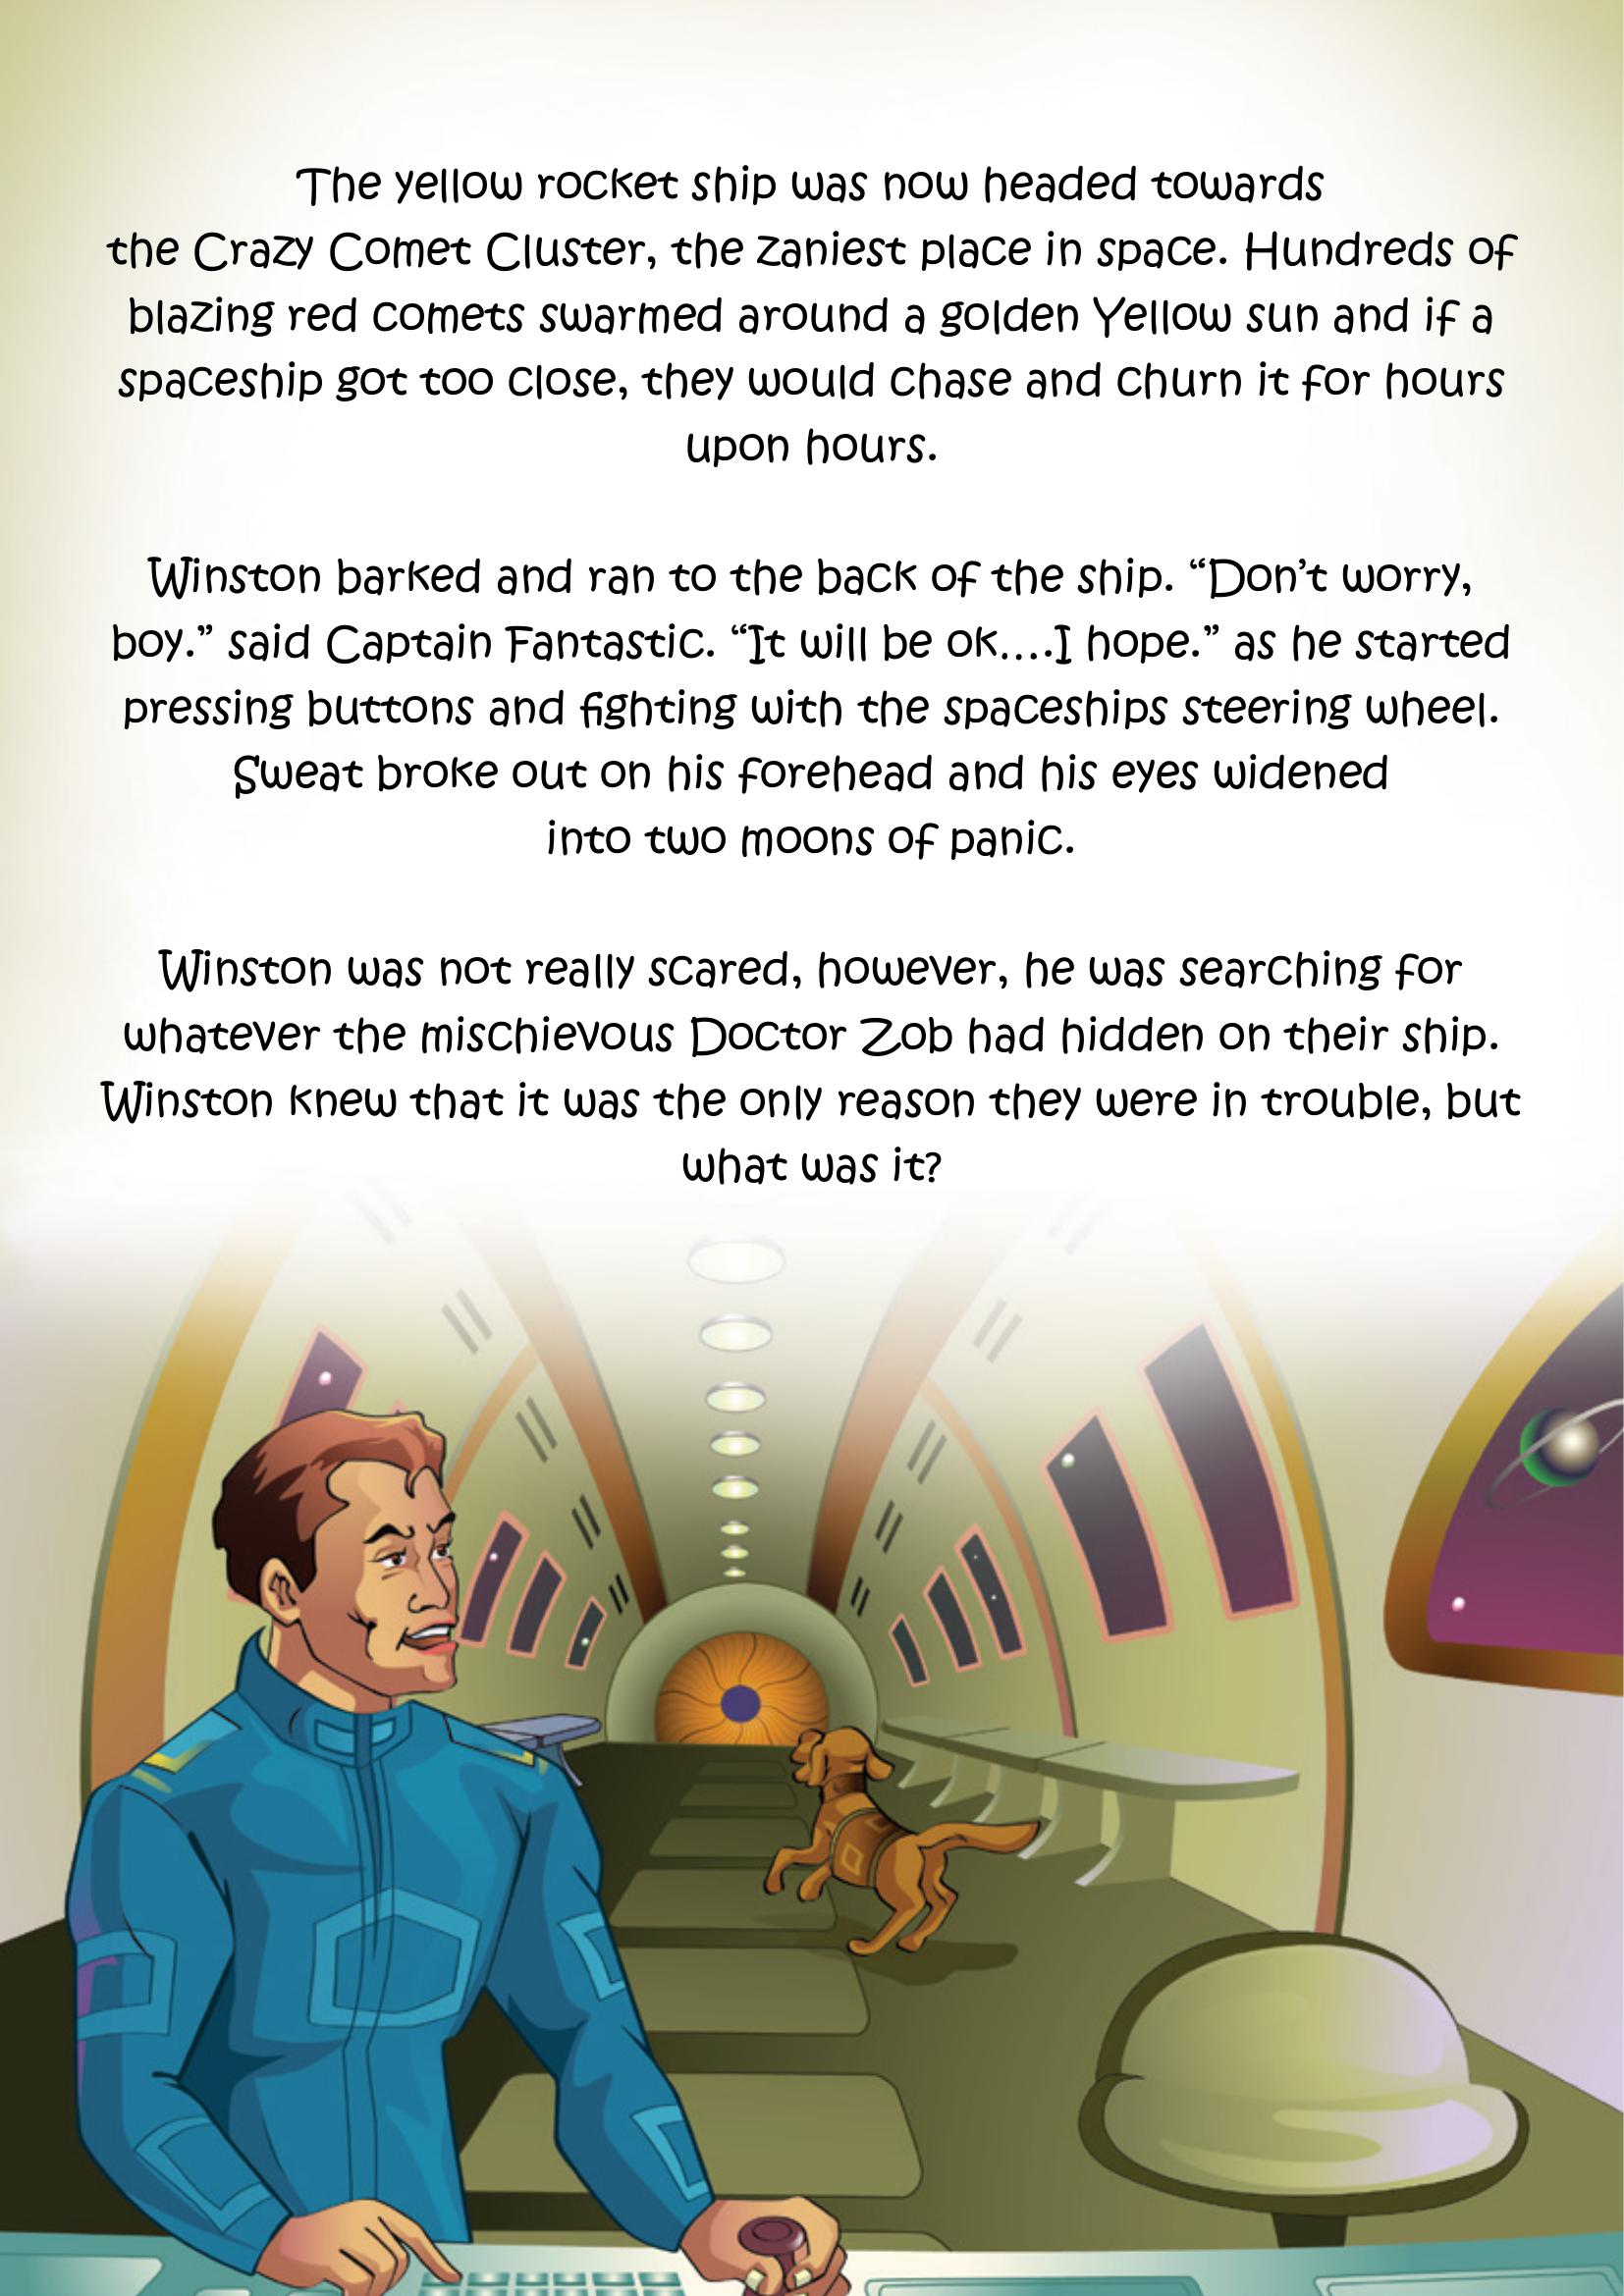 The yellow rocket ship was now headed towards
the Crazy Comet Cluster, the zaniest place in space. Hundreds of
blazing red comets swarmed around a golden Yellow sun and if a
spaceship got too close, they would chase and churn it for hours
upon hours.
Winston barked and ran to the back of the ship. “Don’t worry,
boy.” said Captain Fantastic. “It will be ok....I hope.” as he started
pressing buttons and fighting with the spaceships steering wheel.
Sweat broke out on his forehead and his eyes widened
into two moons of panic.
Winston was not really scared, however, he was searching for
whatever the mischievous Doctor Zob had hidden on their ship.
Winston knew that it was the only reason they were in trouble, but
what was it?